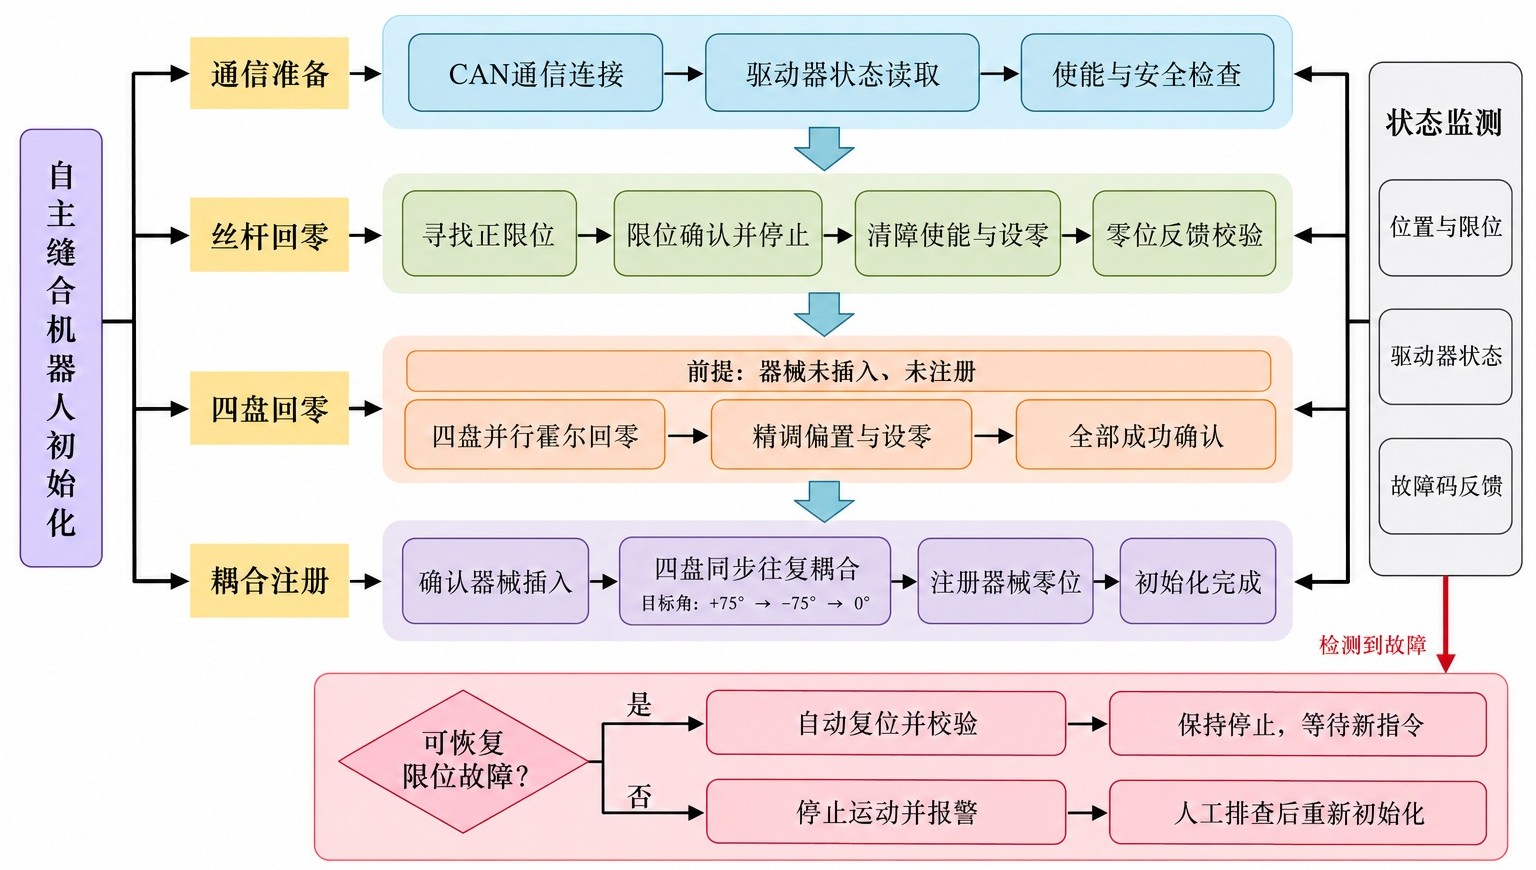 自主缝合机器人初始化
通信准备
CAN通信连接
驱动器状态读取
使能与安全检查
丝杆回零
寻找正限位
限位确认并停止
清障使能与设零
零位反馈校验
四盘回零
前提：器械未插入、未注册
四盘并行霍尔回零
精调偏置与设零
全部成功确认
耦合注册
确认器械插入
四盘同步往复耦合
目标角：+75° → −75° → 0°
注册器械零位
初始化完成
状态监测
位置与限位
驱动器状态
故障码反馈
检测到故障
可恢复
限位故障？
是
自动复位并校验
保持停止，等待新指令
否
停止运动并报警
人工排查后重新初始化